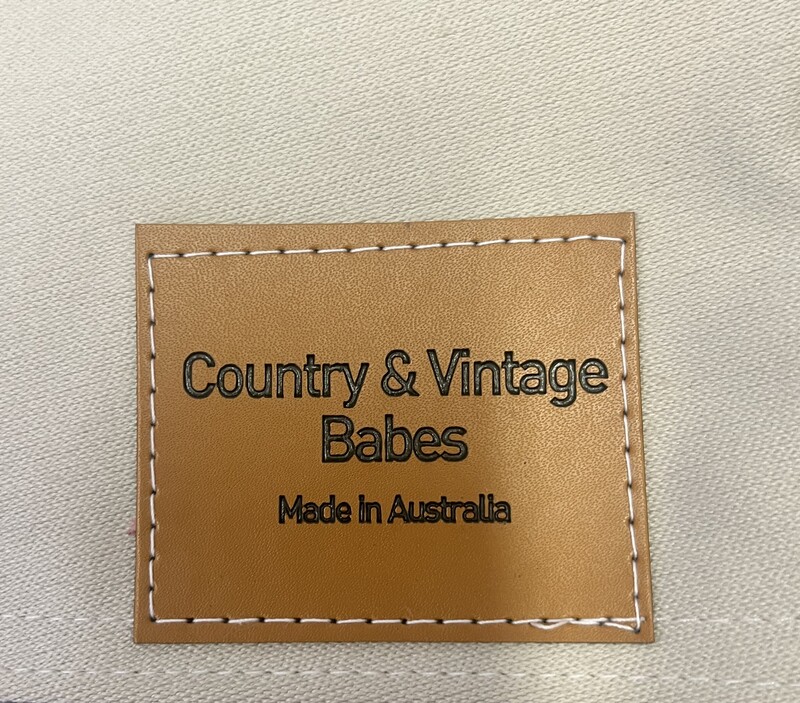 Country & Vintage
Babes
Made in Australia